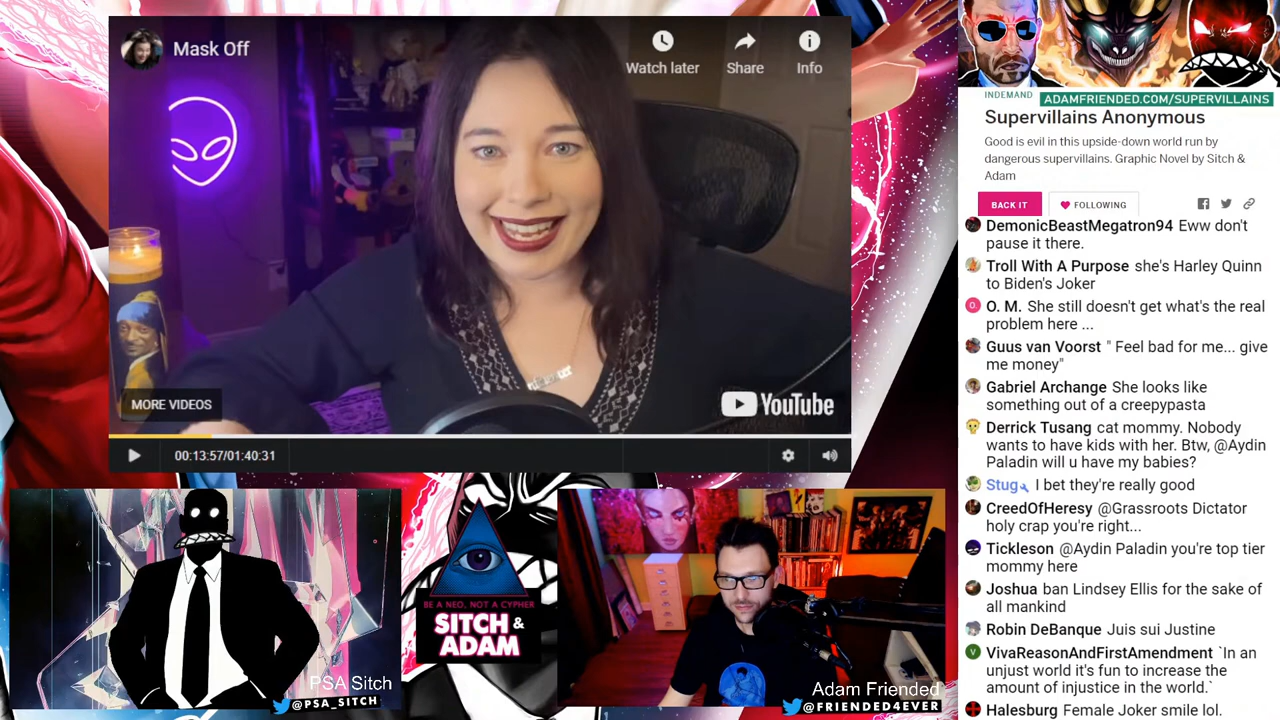 Mask Off
Watch later
Share
Info
MORE VIDEOS
YouTube
00:13:57/01:40:31
INDEMAND
ADAMFRIENDED.COM/SUPERVILLAINS
Supervillains Anonymous
Good is evil in this upside-down world run by
dangerous supervillains. Graphic Novel by Sitch &
Adam
BACK IT
FOLLOWING
DemonicBeastMegatron94 Eww don't
pause it there.
Troll With A Purpose she's Harley Quinn
to Biden's Joker
O. M. She still doesn't get what's the real
problem here ...
Guus van Voorst " Feel bad for me... give
me money"
Gabriel Archange She looks like
something out of a creepypasta
Derrick Tusang cat mommy. Nobody
wants to have kids with her. Btw, @Aydin
Paladin will u have my babies?
Stug I bet they're really good
CreedOfHeresy @Grassroots Dictator
holy crap you're right...
Tickleson @Aydin Paladin you're top tier
mommy here
Joshua ban Lindsey Ellis for the sake of
all mankind
Robin DeBanque Juis sui Justine
VivaReasonAndFirstAmendment `In an
unjust world it's fun to increase the
amount of injustice in the world.`
Halesburg Female Joker smile lol.
PSA Sitch
@PSA_SITCH
BE A NEO, NOT A CYPHER
SITCH &
ADAM
Adam Friended
@FRIENDED4EVER